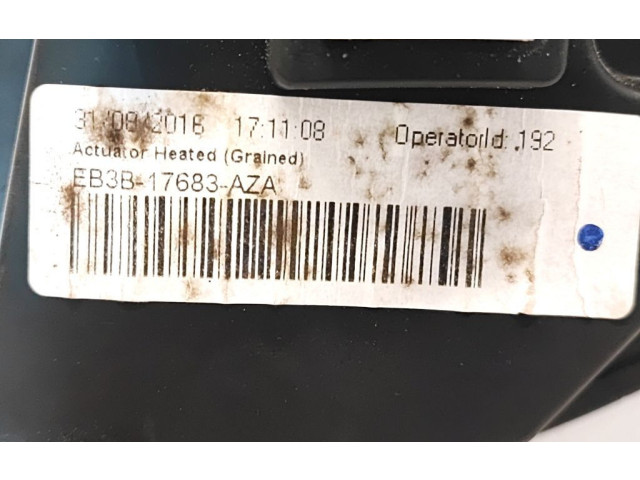 31/08/2016 17:11:08 OperatorId: 192
Actuator Heated (Grained)
EB3B-17683-AZA